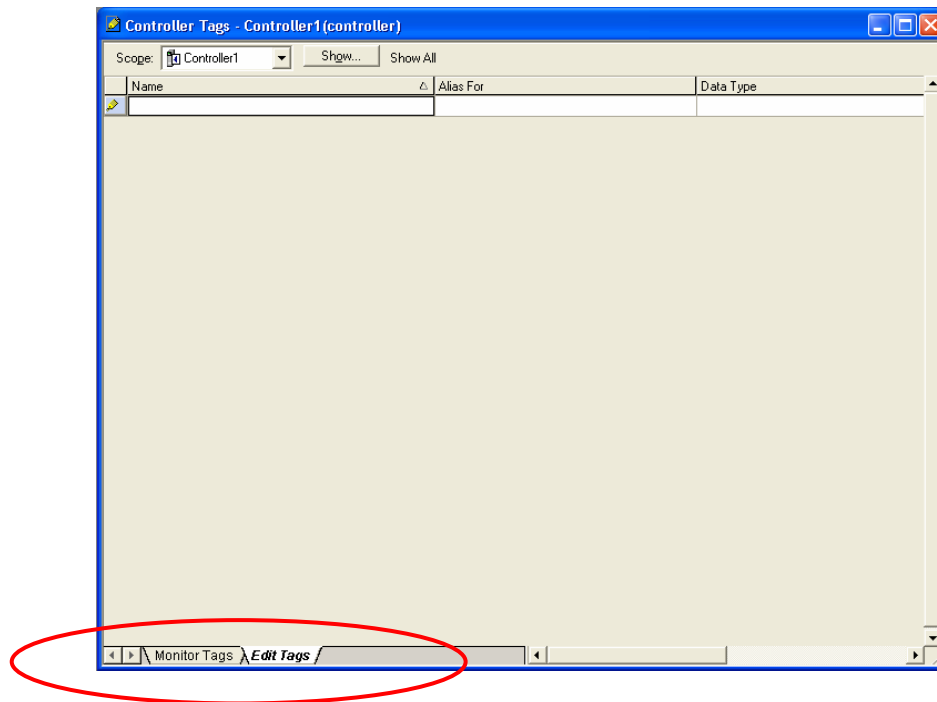 Controller Tags - Controller1(controller)
Scope: Controller1 Show... Show All
Name Alias For Data Type
Monitor Tags Edit Tags